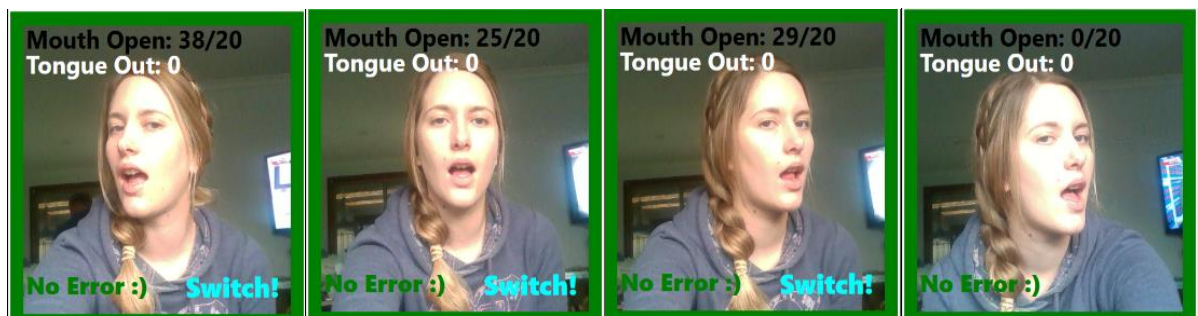 Mouth Open: 38/20
Tongue Out: 0
No Error :)
Switch!
Mouth Open: 25/20
Tongue Out: 0
No Error :)
Switch!
Mouth Open: 29/20
Tongue Out: 0
No Error :)
Switch!
Mouth Open: 0/20
Tongue Out: 0
No Error :)